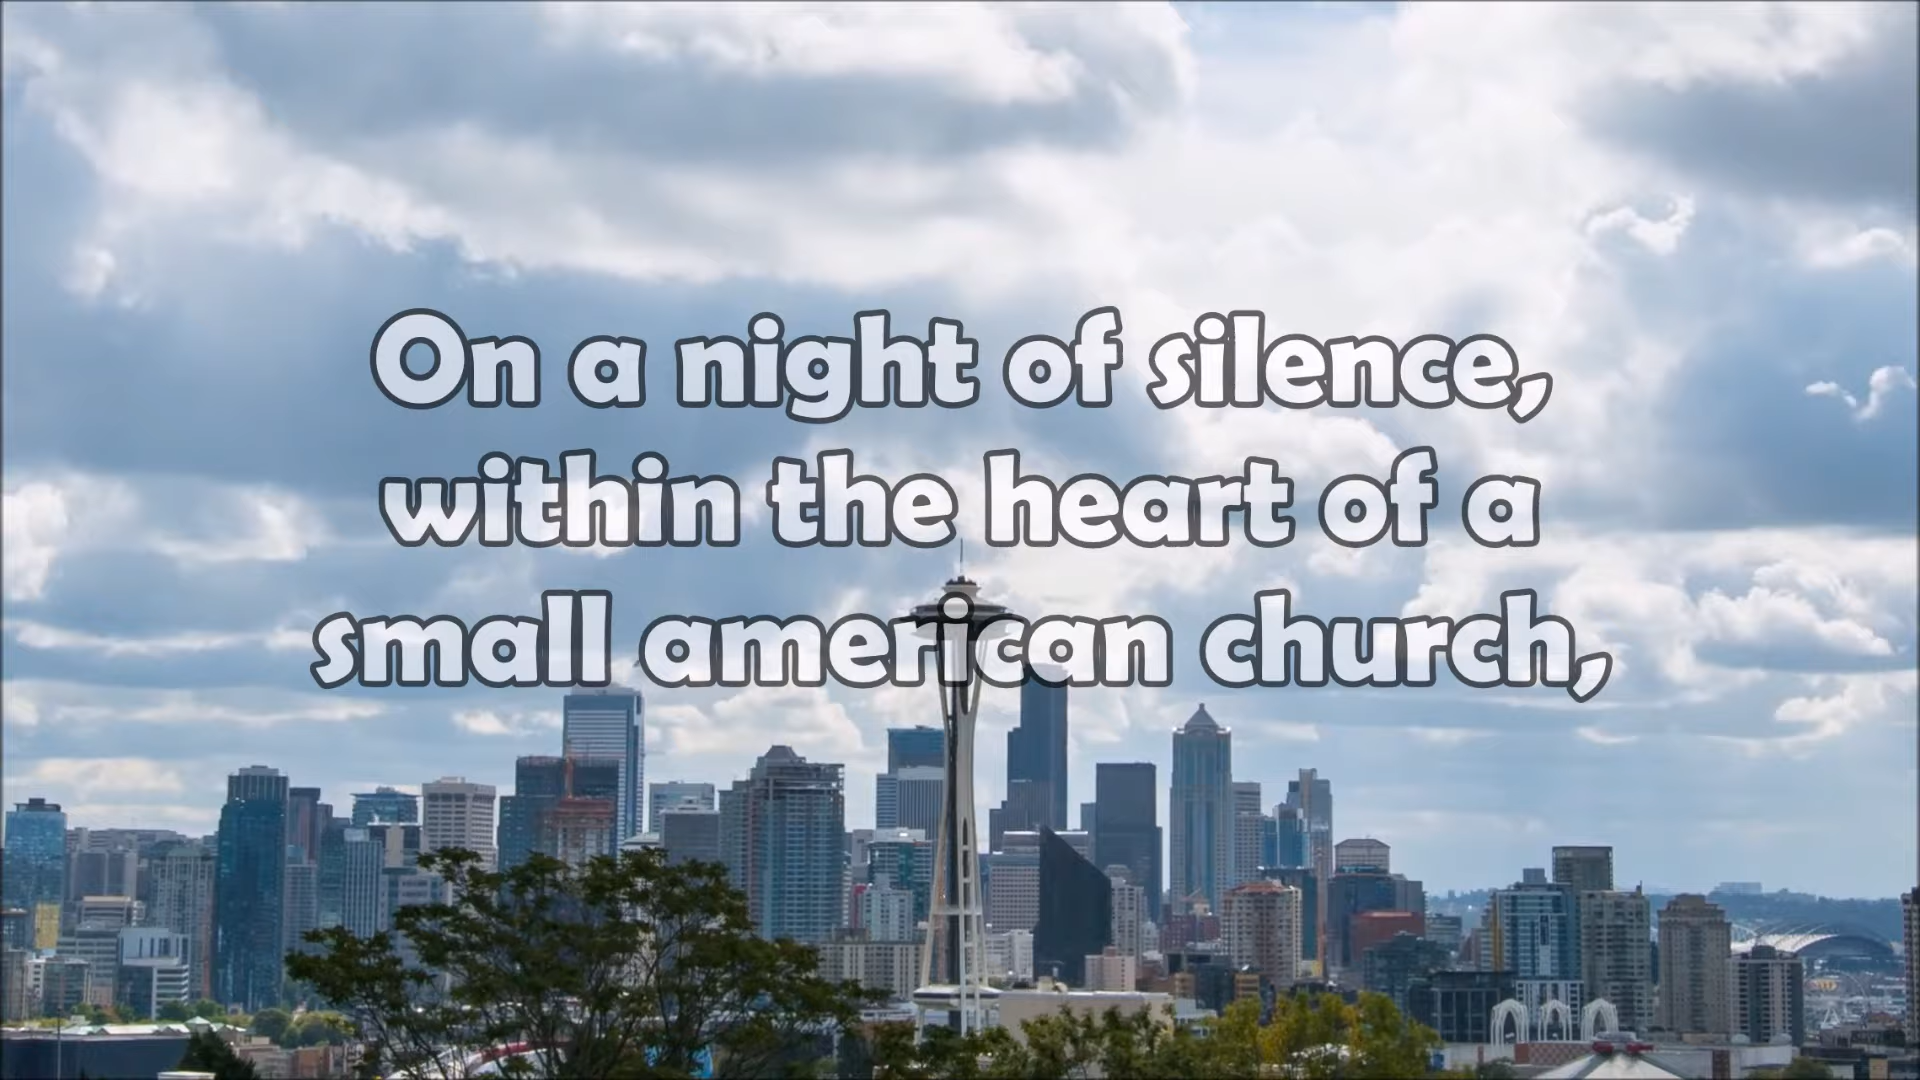 On a night of silence,
within the heart of a
small american church,